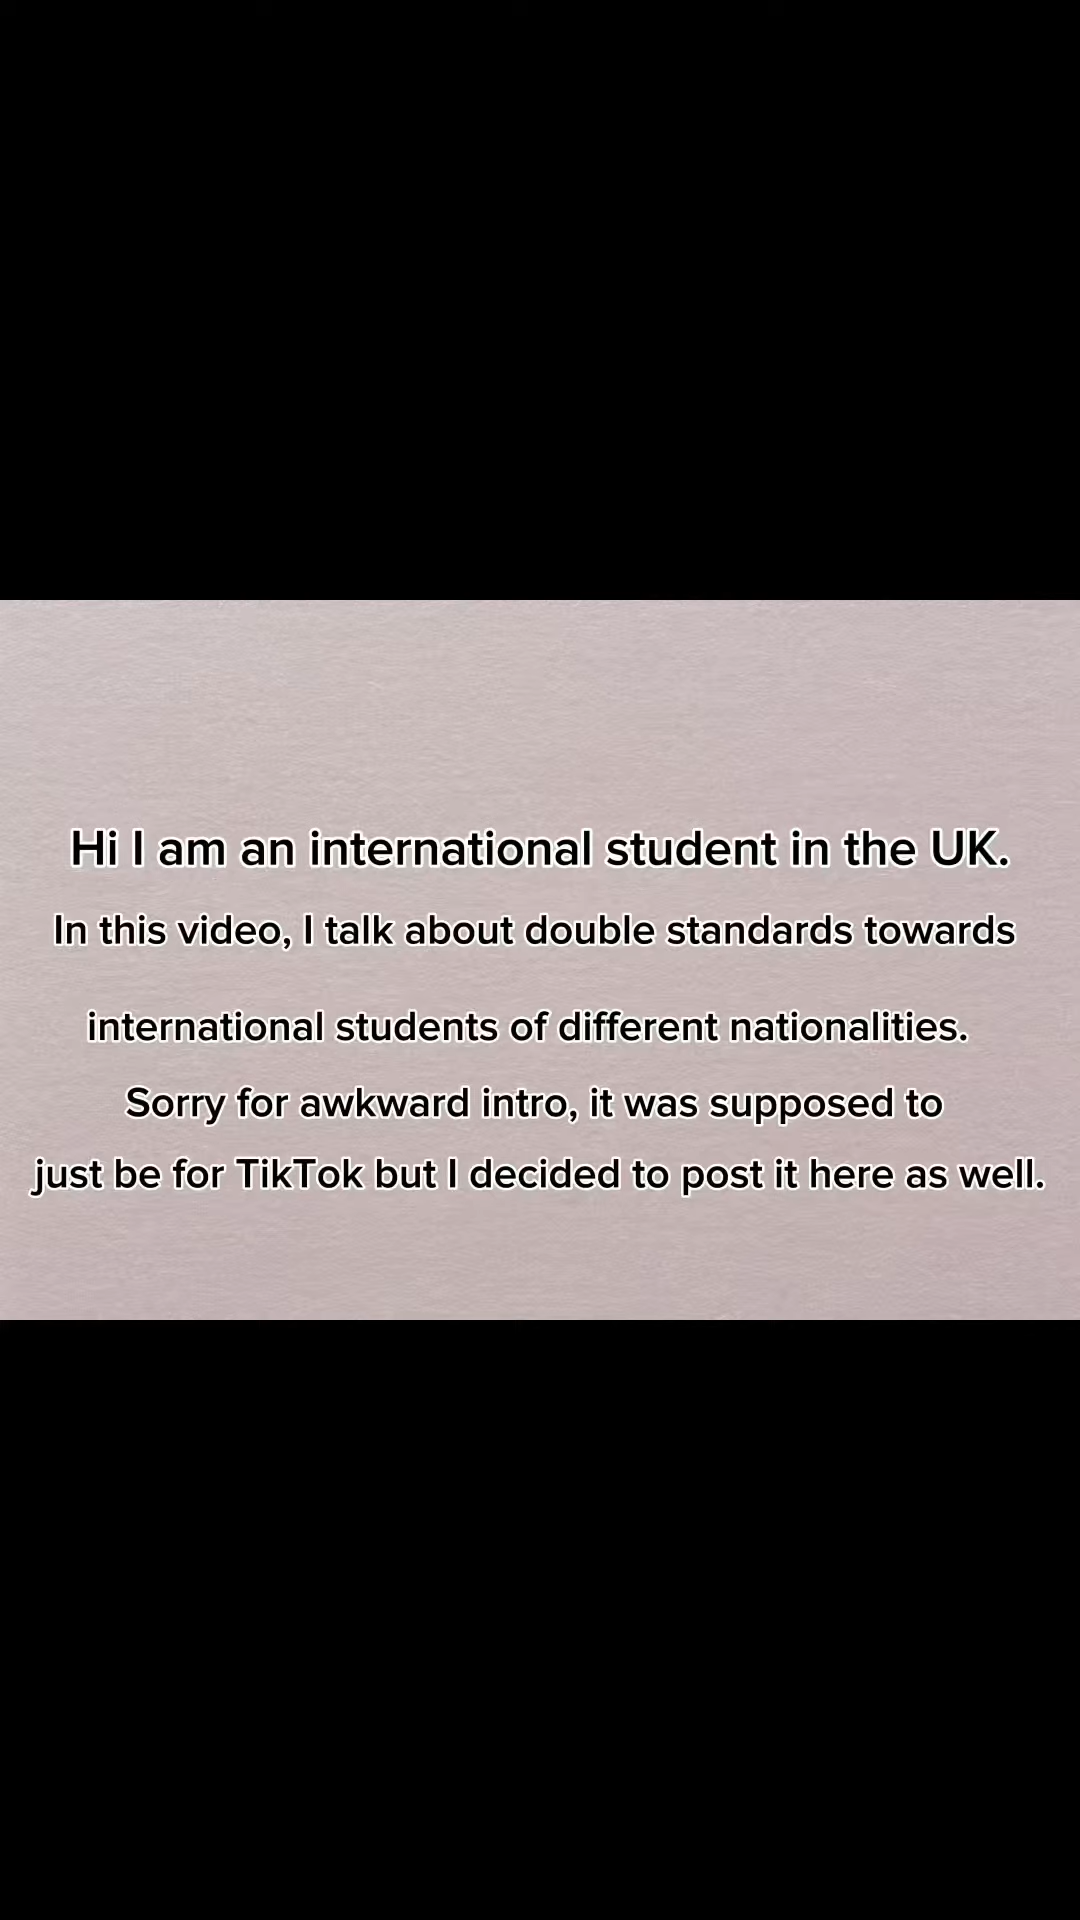 Hi I am an international student in the UK.
In this video, I talk about double standards towards
international students of different nationalities.
Sorry for awkward intro, it was supposed to
just be for TikTok but I decided to post it here as well.